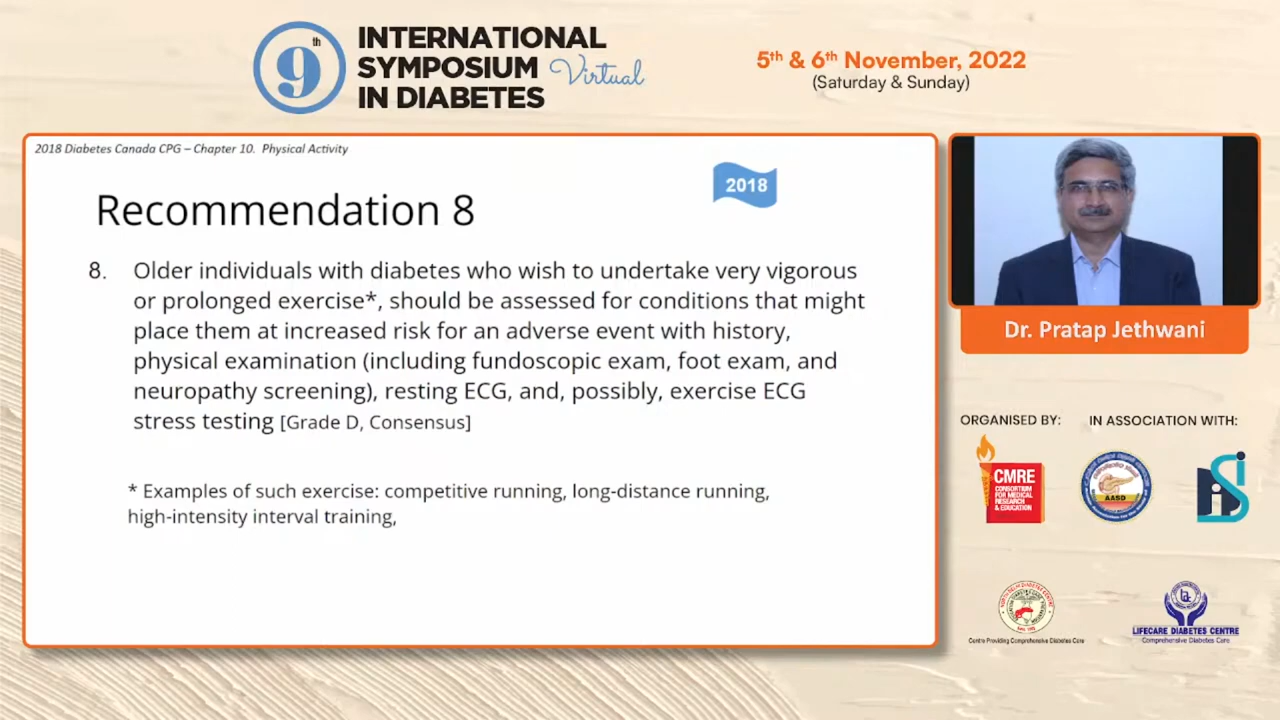 9th
INTERNATIONAL
SYMPOSIUM Virtual
IN DIABETES
5th & 6th November, 2022
(Saturday & Sunday)
2018 Diabetes Canada CPG – Chapter 10. Physical Activity
2018
Recommendation 8
8. Older individuals with diabetes who wish to undertake very vigorous
or prolonged exercise*, should be assessed for conditions that might
place them at increased risk for an adverse event with history,
physical examination (including fundoscopic exam, foot exam, and
neuropathy screening), resting ECG, and, possibly, exercise ECG
stress testing [Grade D, Consensus]
* Examples of such exercise: competitive running, long-distance running,
high-intensity interval training,
Dr. Pratap Jethwani
ORGANISED BY:
IN ASSOCIATION WITH:
CMRE
CONSORTIUM
FOR MEDICAL
RESEARCH
& EDUCATION
AASD
Centre Providing Comprehensive Diabetes Care
LIFECARE DIABETES CENTRE
Comprehensive Diabetes Care